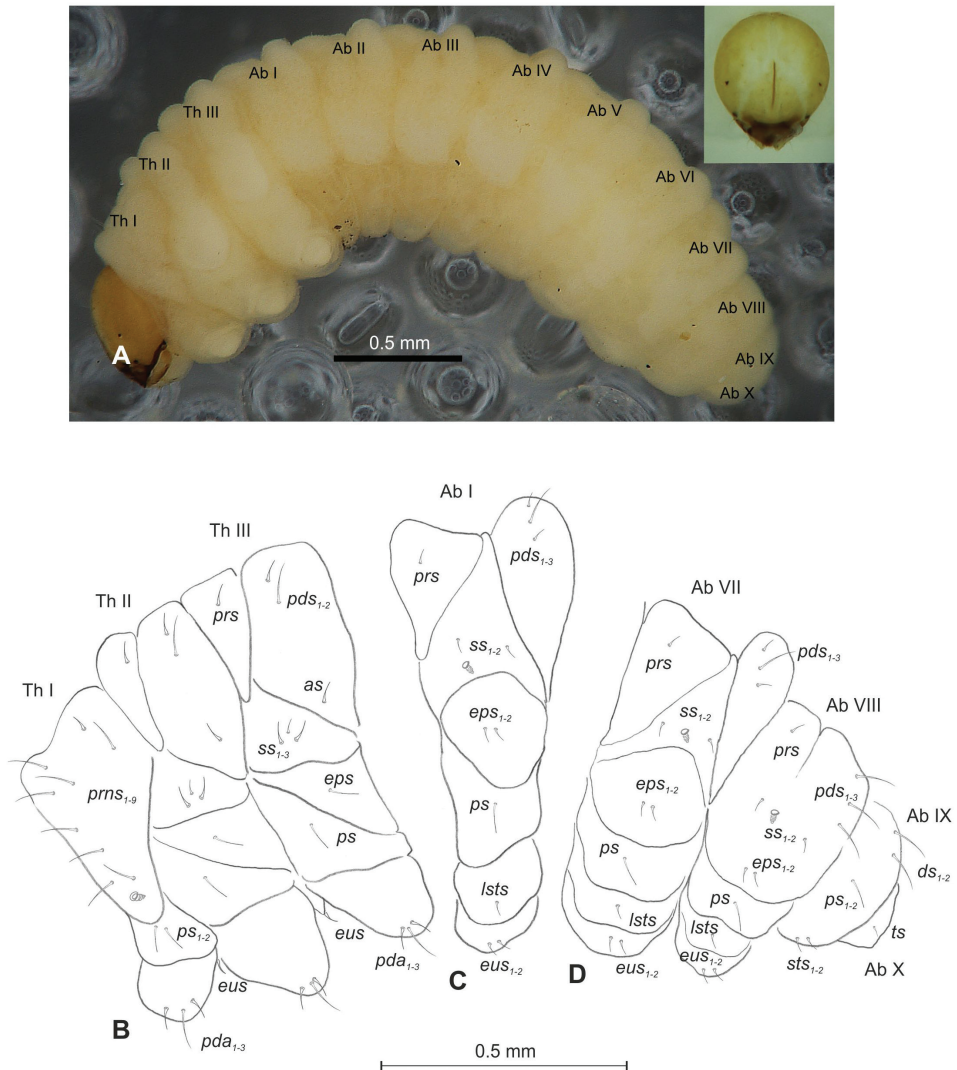 Th I
Th II
Th III
Ab I
Ab II
Ab III
Ab IV
Ab V
Ab VI
Ab VII
Ab VIII
Ab IX
Ab X
A
0.5 mm
Th I
Th II
Th III
prs
pds1-2
as
ss1-3
eps
prns1-9
ps
ps1-2
eus
eus
pda1-3
pda1-3
B
Ab I
prs
pds1-3
ss1-2
eps1-2
ps
lsts
eus1-2
C
Ab VII
prs
pds1-3
ss1-2
Ab VIII
prs
eps1-2
pds1-3
ss1-2
Ab IX
eps1-2
ds1-2
ps
ps
ps1-2
lsts
lsts
ts
eus1-2
eus1-2
sts1-2
Ab X
D
0.5 mm